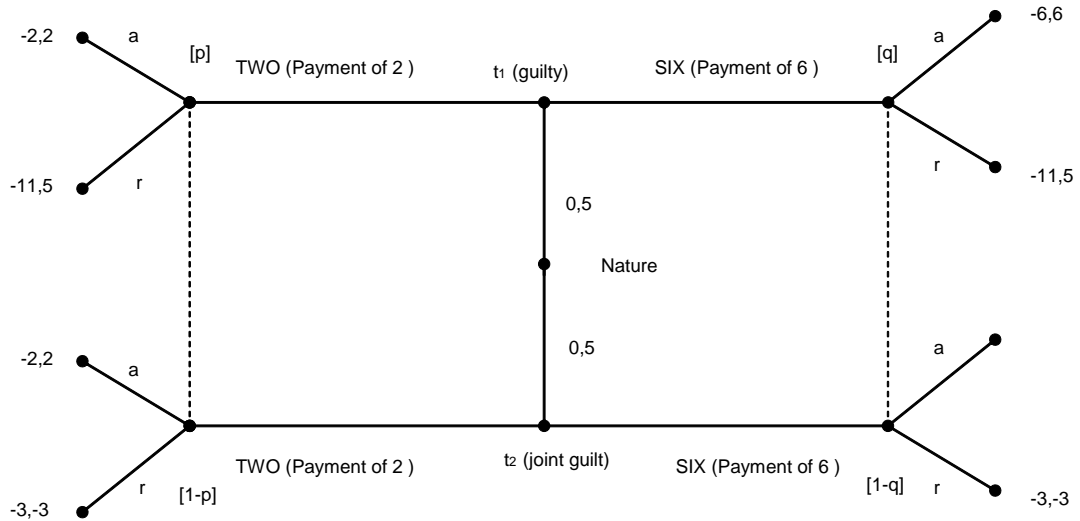 -6,6
-2,2 a [p] a
TWO (Payment of 2 ) t1 (guilty) SIX (Payment of 6 ) [q]
r r
-11,5 -11,5
0,5
Nature
0,5
-2,2 a a
TWO (Payment of 2 ) t2 (joint guilt) SIX (Payment of 6 )
r [1-p] [1-q] r
-3,-3 -3,-3